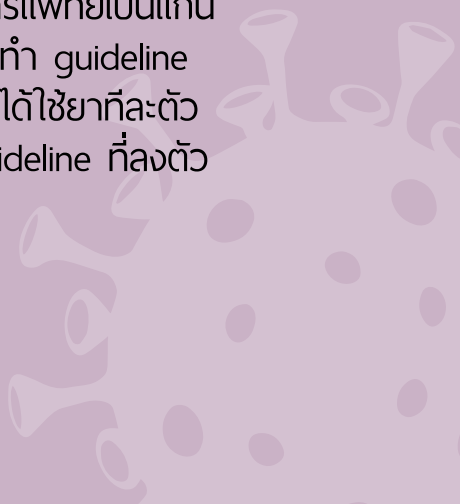 รแพทย์เป็นแกน
ทำ guideline
ได้ใช้ยาทีละตัว
ideline ที่ลงตัว